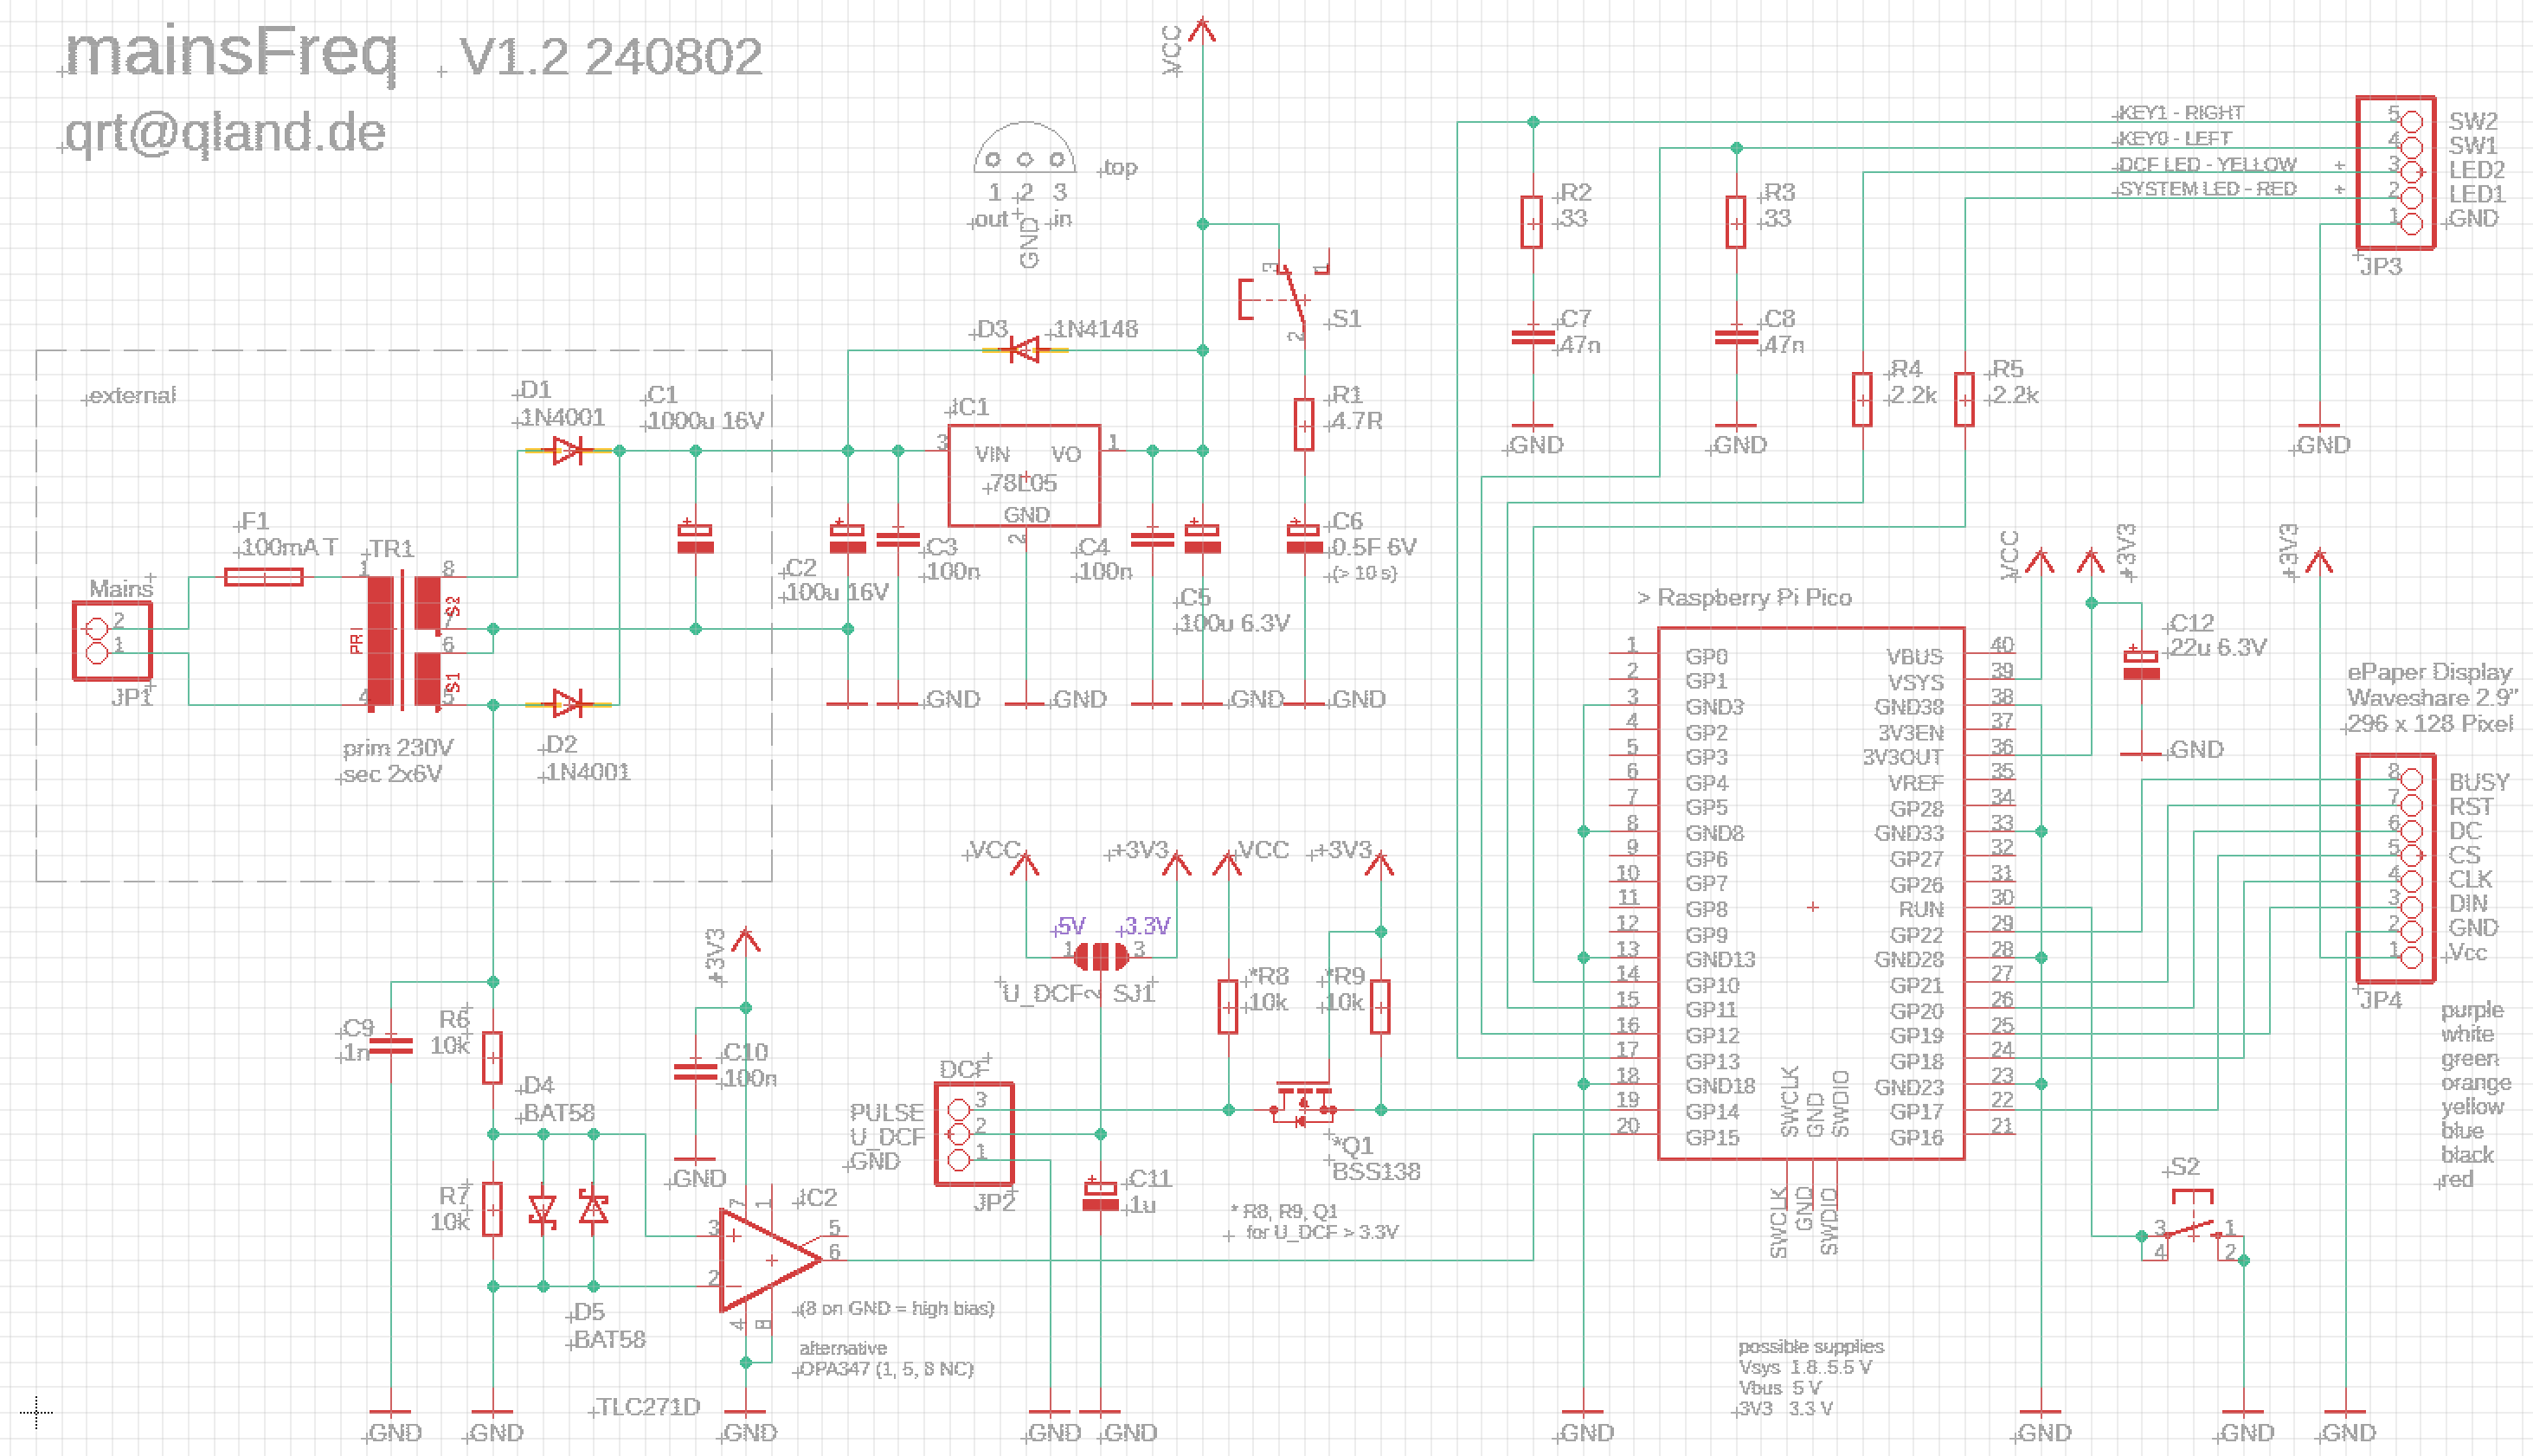 mainsFreq V1.2 240802
qrt@qland.de
VCC
top
1 2 3
out GND in
KEY1 - RIGHT
KEY0 - LEFT
DCF LED - YELLOW +
SYSTEM LED - RED +
5 SW2
4 SW1
3 LED2
2 LED1
1 GND
JP3
R2
33
R3
33
C7
47n
C8
47n
GND
GND
R4
2.2k
R5
2.2k
GND
3 1
2
S1
D3 1N4148
R1
4.7R
external
D1
1N4001
C1
1000u 16V
IC1
3 VIN VO 1
78L05
GND
2
F1
100mA T
TR1
Mains
2
1
JP1
1 8
S2
7
PRI
6
S1
4 5
prim 230V
sec 2x6V
D2
1N4001
C2
100u 16V
C3
100n
C4
100n
C5
100u 6.3V
C6
0.5F 6V
(> 10 s)
GND
GND
GND
GND
VCC
+3V3
+3V3
> Raspberry Pi Pico
C12
22u 6.3V
GND
1 GP0 VBUS 40
2 GP1 VSYS 39
3 GND3 GND38 38
4 GP2 3V3EN 37
5 GP3 3V3OUT 36
6 GP4 VREF 35
7 GP5 GP28 34
8 GND8 GND33 33
9 GP6 GP27 32
10 GP7 GP26 31
11 GP8 RUN 30
12 GP9 GP22 29
13 GND13 GND28 28
14 GP10 GP21 27
15 GP11 GP20 26
16 GP12 GP19 25
17 GP13 GP18 24
18 GND18 GND23 23
19 GP14 GP17 22
20 GP15 GP16 21
SWCLK GND SWDIO
SWCLK GND SWDIO
ePaper Display
Waveshare 2.9"
296 x 128 Pixel
8 BUSY
7 RST
6 DC
5 CS
4 CLK
3 DIN
2 GND
1 Vcc
JP4
purple
white
green
orange
yellow
blue
black
red
S2
3 1
4 2
VCC
+3V3
VCC
+3V3
5V 3.3V
1 3
U_DCF 2 SJ1
*R8
10k
*R9
10k
DCF
PULSE 3
U_DCF 2
GND 1
JP2
C11
1u
*Q1
BSS138
* R8, R9, Q1
for U_DCF > 3.3V
+3V3
C9
1n
R6
10k
C10
100n
GND
D4
BAT58
R7
10k
D5
BAT58
IC2
7 1
3 5
6
2
4 8
(8 on GND = high bias)
alternative
OPA347 (1, 5, 8 NC)
TLC271D
possible supplies
Vsys 1.8..5.5 V
Vbus 5 V
3V3 3.3 V
GND
GND
GND
GND
GND
GND
GND
GND
GND